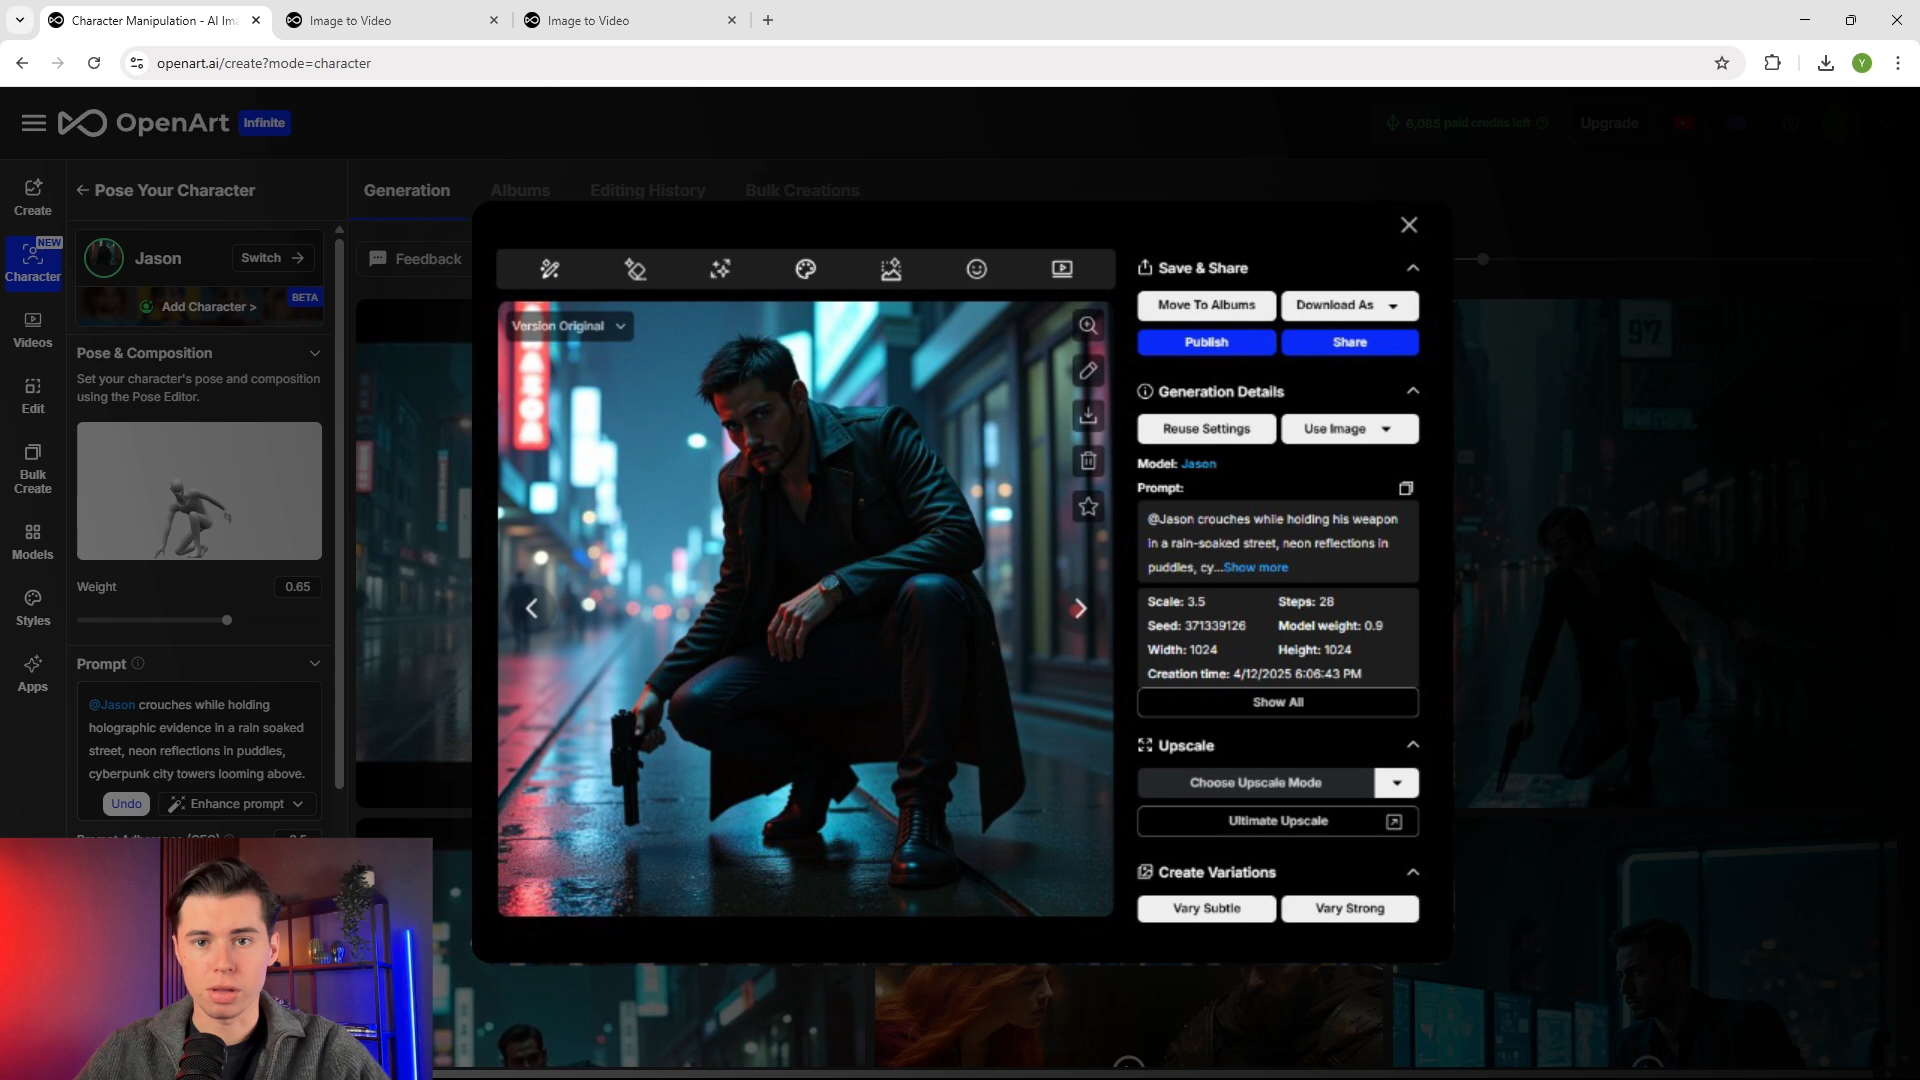 Character Manipulation - AI Im
Image to Video
Image to Video
openart.ai/create?mode=character
Y
OpenArt
Infinite
6,085 paid credits left
Upgrade
Create
NEW
Character
Videos
Edit
Bulk
Create
Models
Styles
Apps
Pose Your Character
Jason
Switch
Add Character >
BETA
Pose & Composition
Set your character's pose and composition
using the Pose Editor.
Weight
0.65
Prompt
@Jason crouches while holding
holographic evidence in a rain soaked
street, neon reflections in puddles,
cyberpunk city towers looming above.
Undo
Enhance prompt
Generation
Albums
Editing History
Bulk Creations
Feedback
Version Original
Save & Share
Move To Albums
Download As
Publish
Share
Generation Details
Reuse Settings
Use Image
Model: Jason
Prompt:
@Jason crouches while holding his weapon
in a rain-soaked street, neon reflections in
puddles, cy...Show more
Scale: 3.5
Steps: 28
Seed: 371339126
Model weight: 0.9
Width: 1024
Height: 1024
Creation time: 4/12/2025 6:06:43 PM
Show All
Upscale
Choose Upscale Mode
Ultimate Upscale
Create Variations
Vary Subtle
Vary Strong